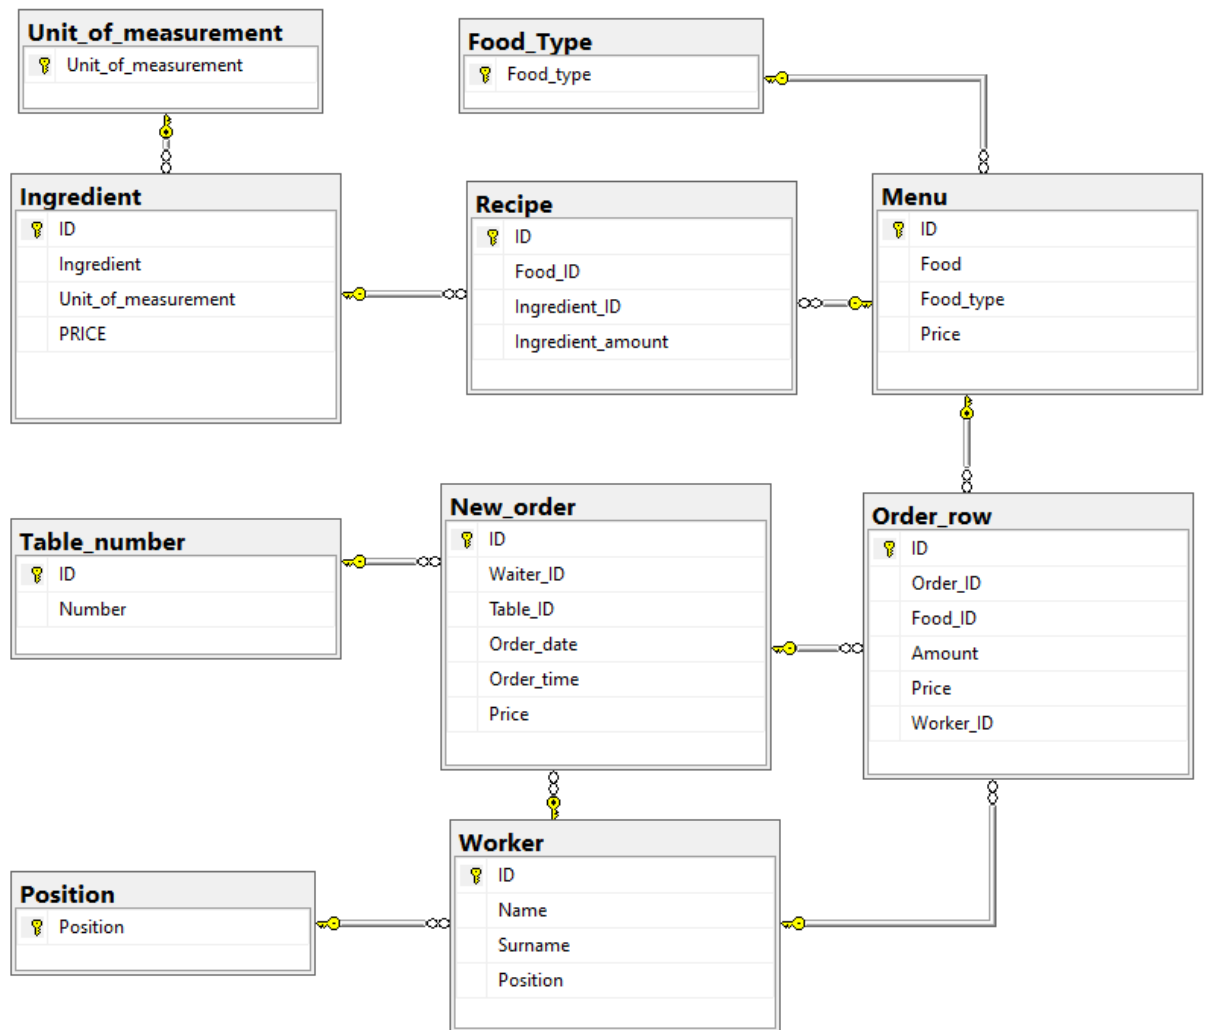 Unit_of_measurement
Unit_of_measurement
Food_Type
Food_type
Ingredient
ID
Ingredient
Unit_of_measurement
PRICE
Recipe
ID
Food_ID
Ingredient_ID
Ingredient_amount
Menu
ID
Food
Food_type
Price
Table_number
ID
Number
New_order
ID
Waiter_ID
Table_ID
Order_date
Order_time
Price
Order_row
ID
Order_ID
Food_ID
Amount
Price
Worker_ID
Position
Position
Worker
ID
Name
Surname
Position